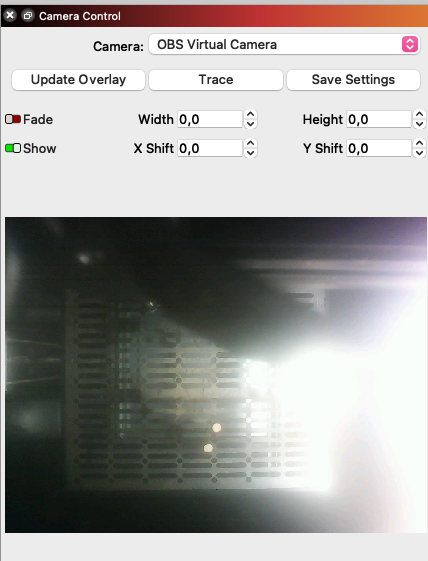 Camera Control
Camera: OBS Virtual Camera
Update Overlay Trace Save Settings
Fade Width 0,0 Height 0,0
Show X Shift 0,0 Y Shift 0,0